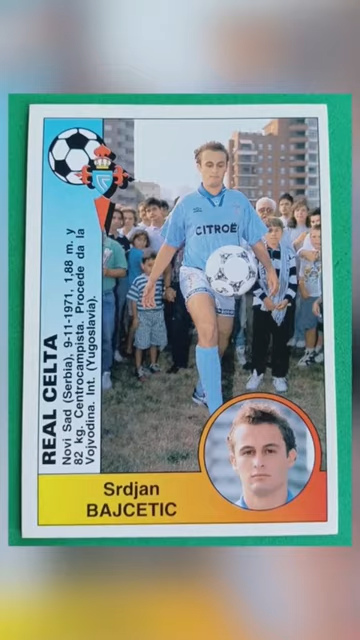 REAL CELTA
Novi Sad (Serbia), 9-11-1971, 1,88 m. y
82 kg. Centrocampista. Procede da la
Vojvodina. Int. (Yugoslavia).
CITROËN
Srdjan
BAJCETIC